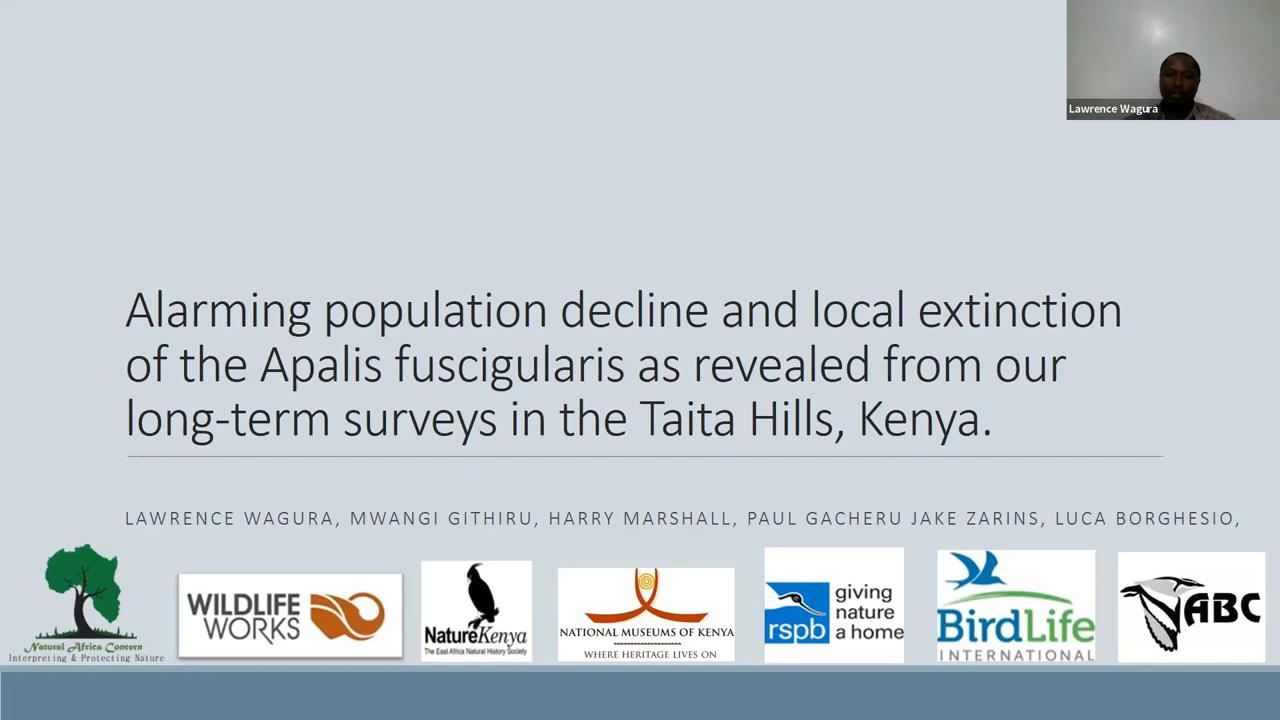 Lawrence Wagura
Alarming population decline and local extinction
of the Apalis fuscigularis as revealed from our
long-term surveys in the Taita Hills, Kenya.
LAWRENCE WAGURA, MWANGI GITHIRU, HARRY MARSHALL, PAUL GACHERU JAKE ZARINS, LUCA BORGHESIO,
Natural Africa Concern
Interpreting & Protecting Nature
WILDLIFE
WORKS
NatureKenya
The East Africa Natural History Society
NATIONAL MUSEUMS OF KENYA
WHERE HERITAGE LIVES ON
rspb
giving
nature
a home
BirdLife
INTERNATIONAL
ABC